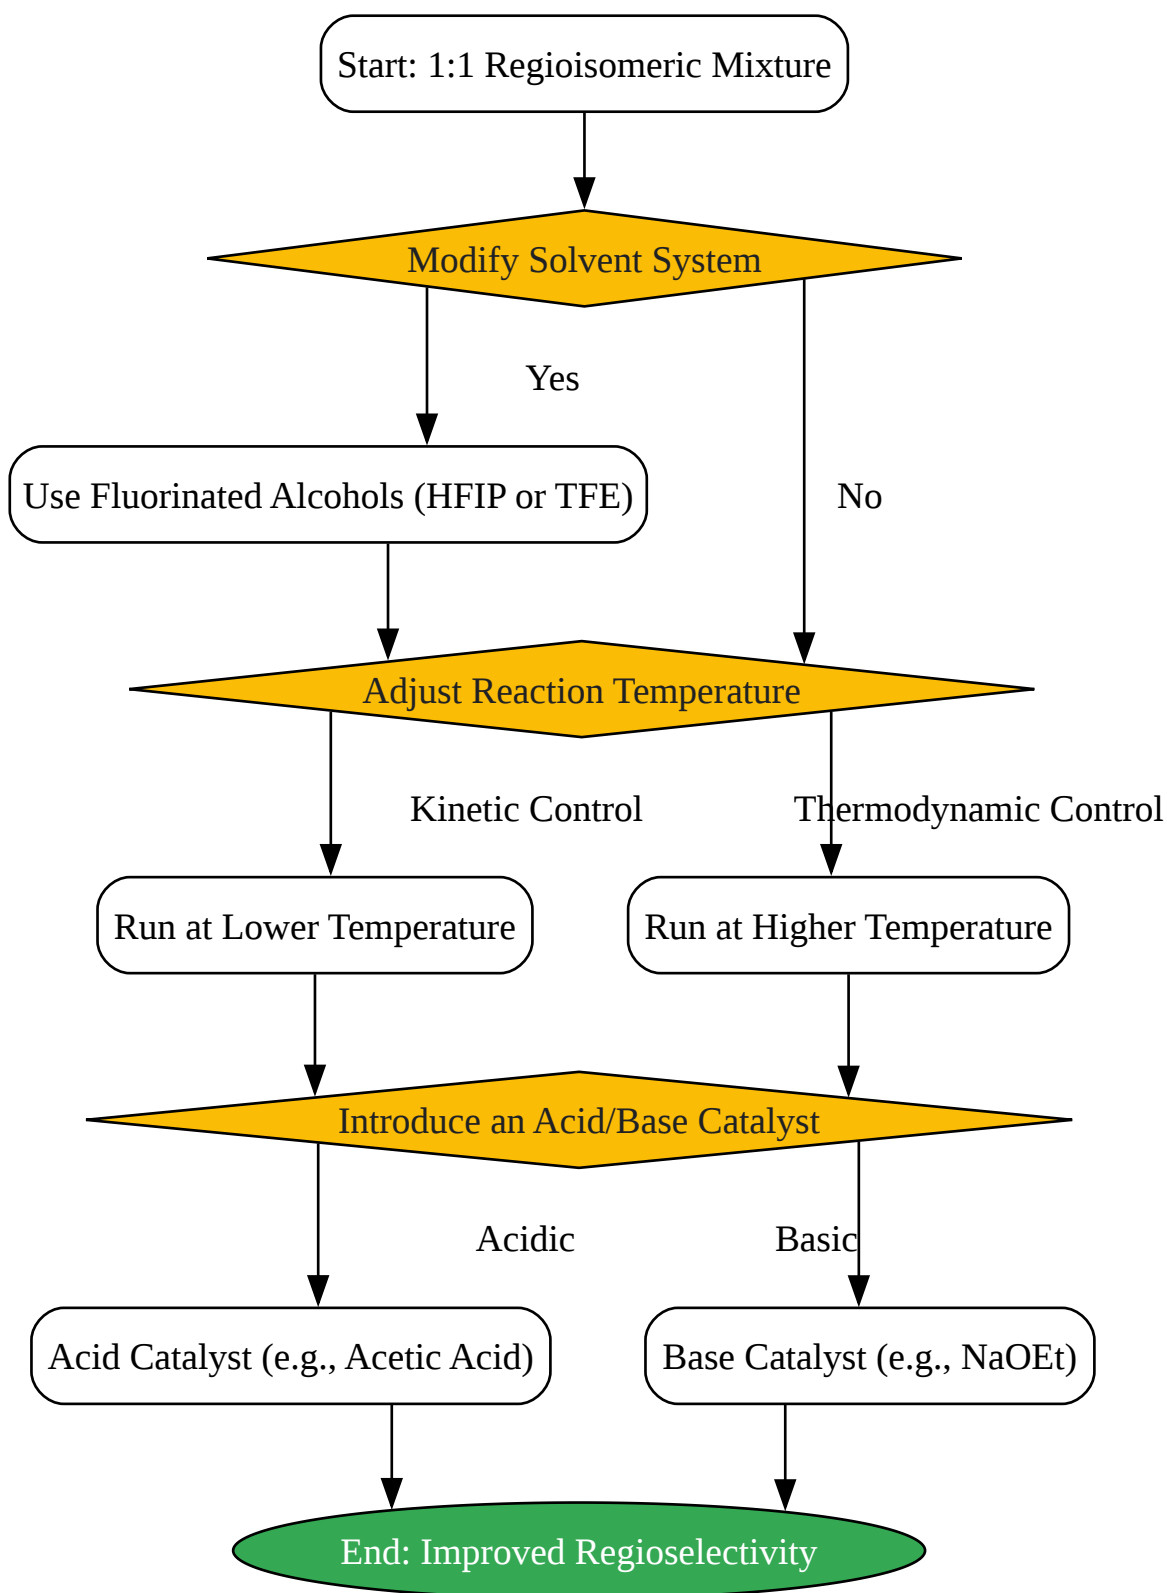 Start: 1:1 Regioisomeric Mixture
Modify Solvent System
Yes
Use Fluorinated Alcohols (HFIP or TFE)
No
Adjust Reaction Temperature
Kinetic Control
Thermodynamic Control
Run at Lower Temperature
Run at Higher Temperature
Introduce an Acid/Base Catalyst
Acidic
Basic
Acid Catalyst (e.g., Acetic Acid)
Base Catalyst (e.g., NaOEt)
End: Improved Regioselectivity